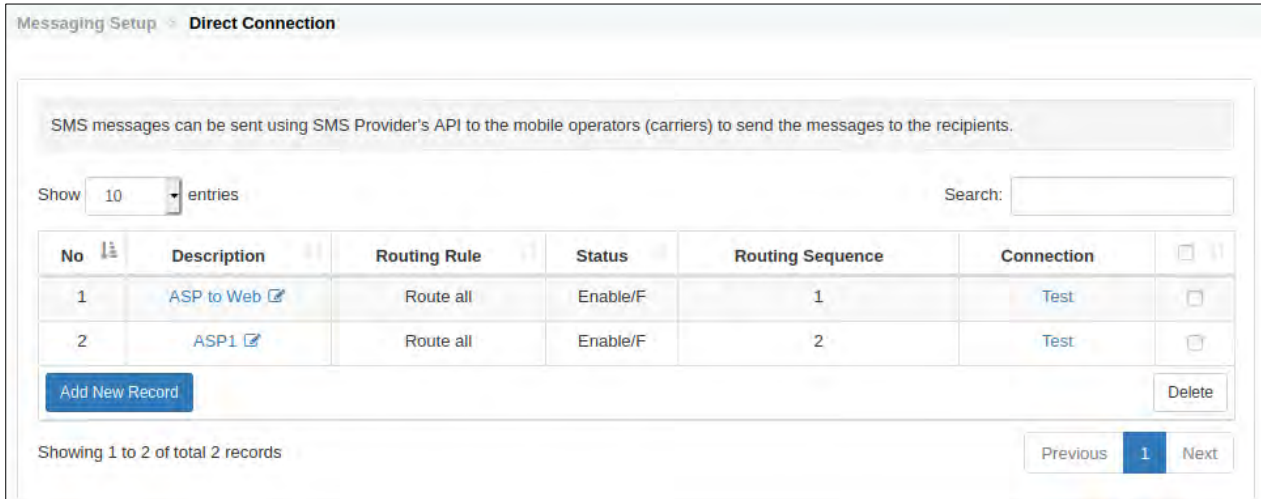 Messaging Setup > Direct Connection
SMS messages can be sent using SMS Provider's API to the mobile operators (carriers) to send the messages to the recipients.
Show 10 entries Search:
No Description Routing Rule Status Routing Sequence Connection
1 ASP to Web Route all Enable/F 1 Test
2 ASP1 Route all Enable/F 2 Test
Add New Record Delete
Showing 1 to 2 of total 2 records Previous 1 Next